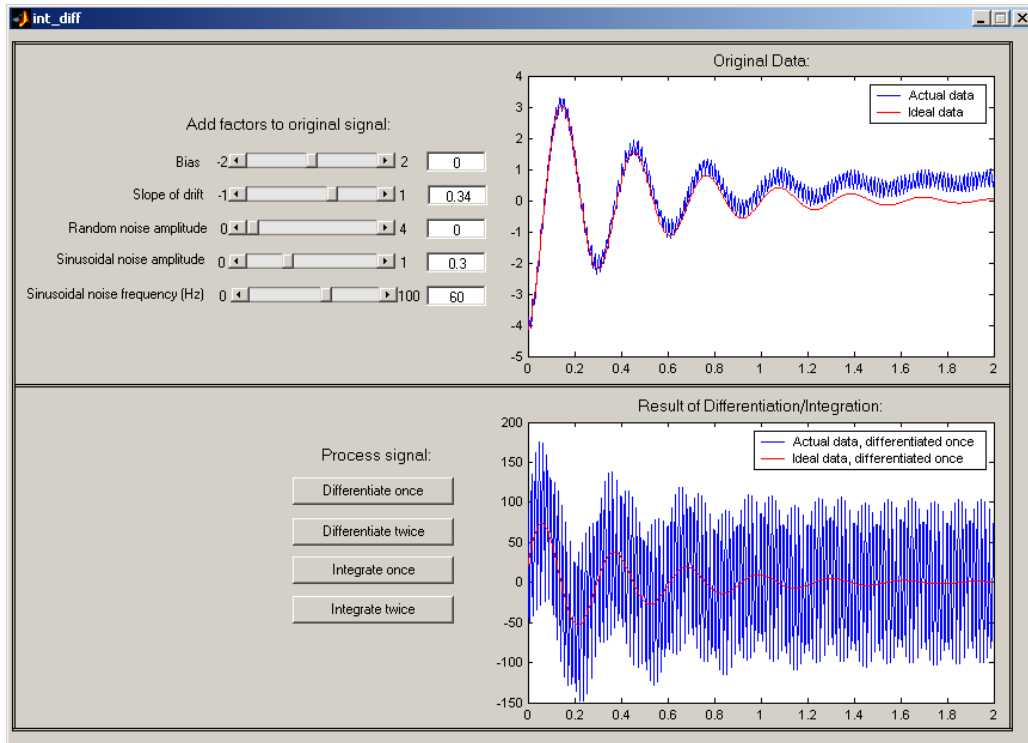 int_diff
Add factors to original signal:
Bias -2 2 0
Slope of drift -1 1 0.34
Random noise amplitude 0 4 0
Sinusoidal noise amplitude 0 1 0.3
Sinusoidal noise frequency (Hz) 0 100 60
Original Data:
Actual data
Ideal data
4
3
2
1
0
-1
-2
-3
-4
-5
0 0.2 0.4 0.6 0.8 1 1.2 1.4 1.6 1.8 2
Process signal:
Differentiate once
Differentiate twice
Integrate once
Integrate twice
Result of Differentiation/Integration:
Actual data, differentiated once
Ideal data, differentiated once
200
150
100
50
0
-50
-100
-150
0 0.2 0.4 0.6 0.8 1 1.2 1.4 1.6 1.8 2